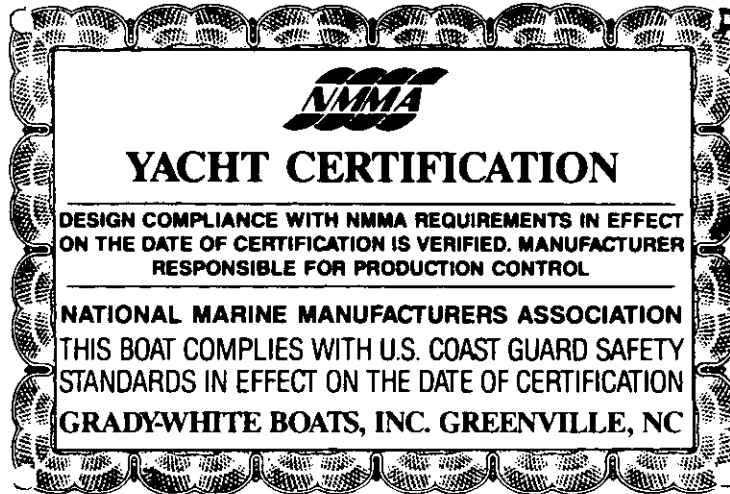 NMMA
YACHT CERTIFICATION
DESIGN COMPLIANCE WITH NMMA REQUIREMENTS IN EFFECT
ON THE DATE OF CERTIFICATION IS VERIFIED. MANUFACTURER
RESPONSIBLE FOR PRODUCTION CONTROL
NATIONAL MARINE MANUFACTURERS ASSOCIATION
THIS BOAT COMPLIES WITH U.S. COAST GUARD SAFETY
STANDARDS IN EFFECT ON THE DATE OF CERTIFICATION
GRADY-WHITE BOATS, INC. GREENVILLE, NC